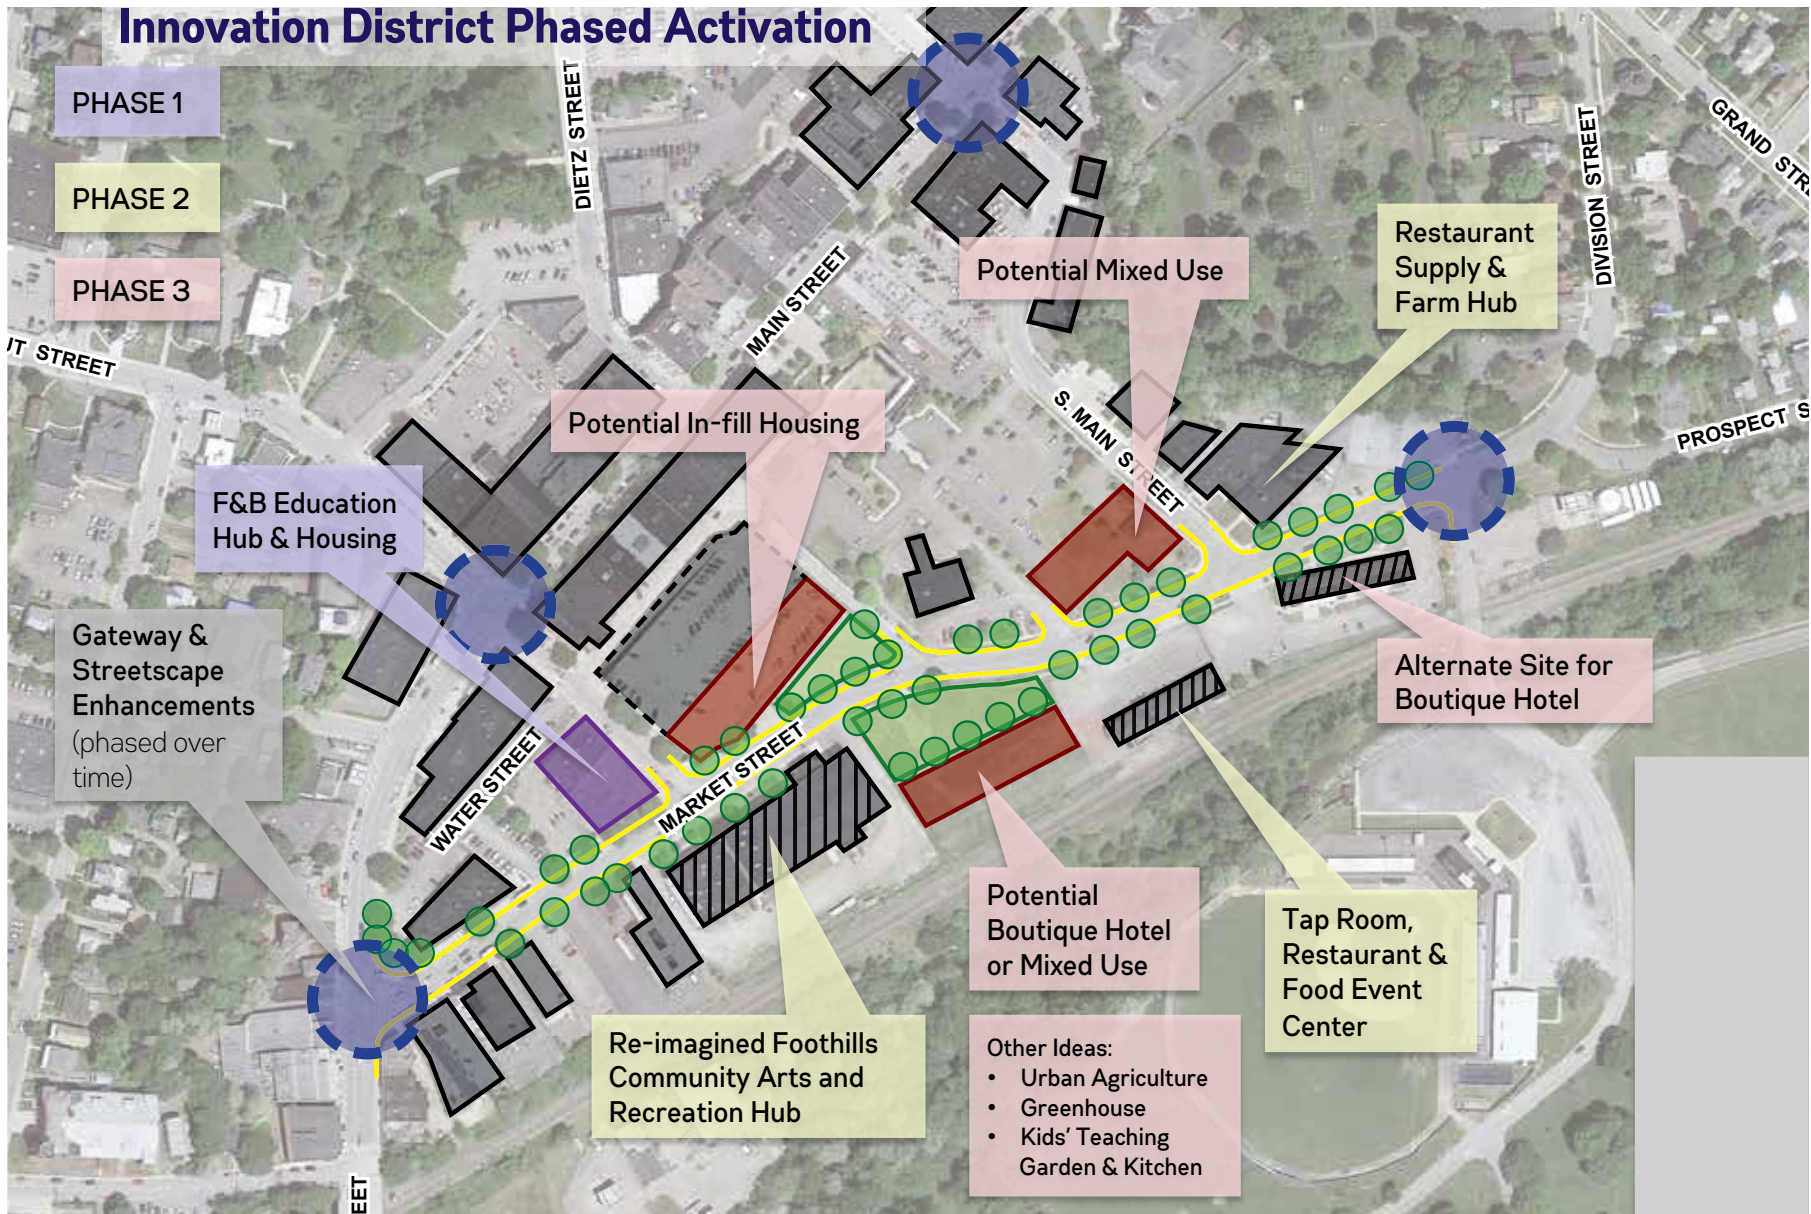 Innovation District Phased Activation
PHASE 1
PHASE 2
PHASE 3
DIETZ STREET
MAIN STREET
DIVISION STREET
GRAND STR
STREET
PROSPECT S
S. MAIN STREET
WATER STREET
MARKET STREET
EET
Potential Mixed Use
Restaurant
Supply &
Farm Hub
Potential In-fill Housing
F&B Education
Hub & Housing
Gateway &
Streetscape
Enhancements
(phased over
time)
Alternate Site for
Boutique Hotel
Potential
Boutique Hotel
or Mixed Use
Tap Room,
Restaurant &
Food Event
Center
Re-imagined Foothills
Community Arts and
Recreation Hub
Other Ideas:
• Urban Agriculture
• Greenhouse
• Kids' Teaching
Garden & Kitchen